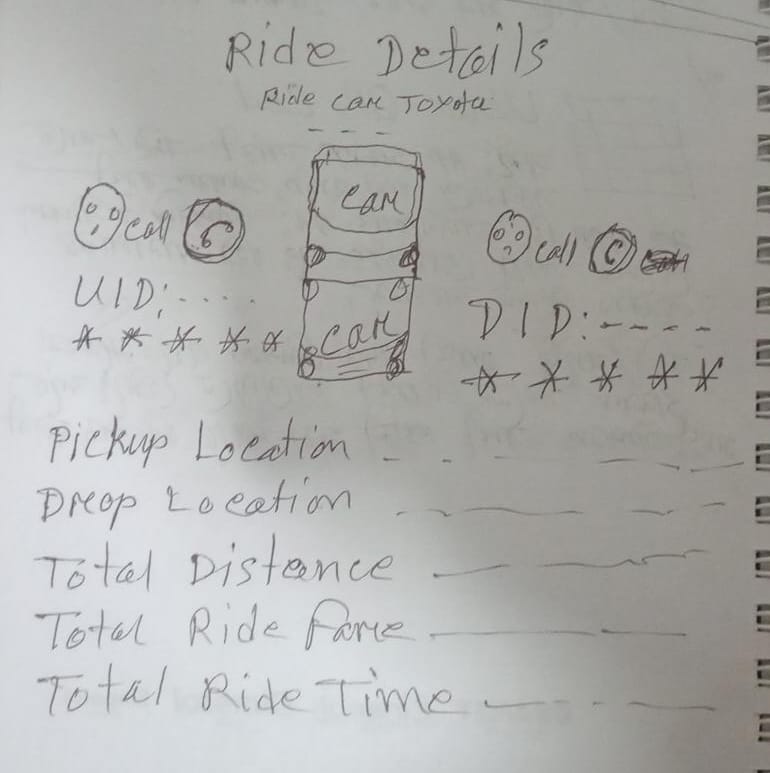 Ride Details
Ride Car Toyota
- - -
Car
call C
UID: - - - -
* * * * *
Car
call C
DID: - - - -
* * * * *
Pickup Location - - - - - -
Drop Location - - - - -
Total Distance - - -
Total Ride Fare - - -
Total Ride Time - - - -